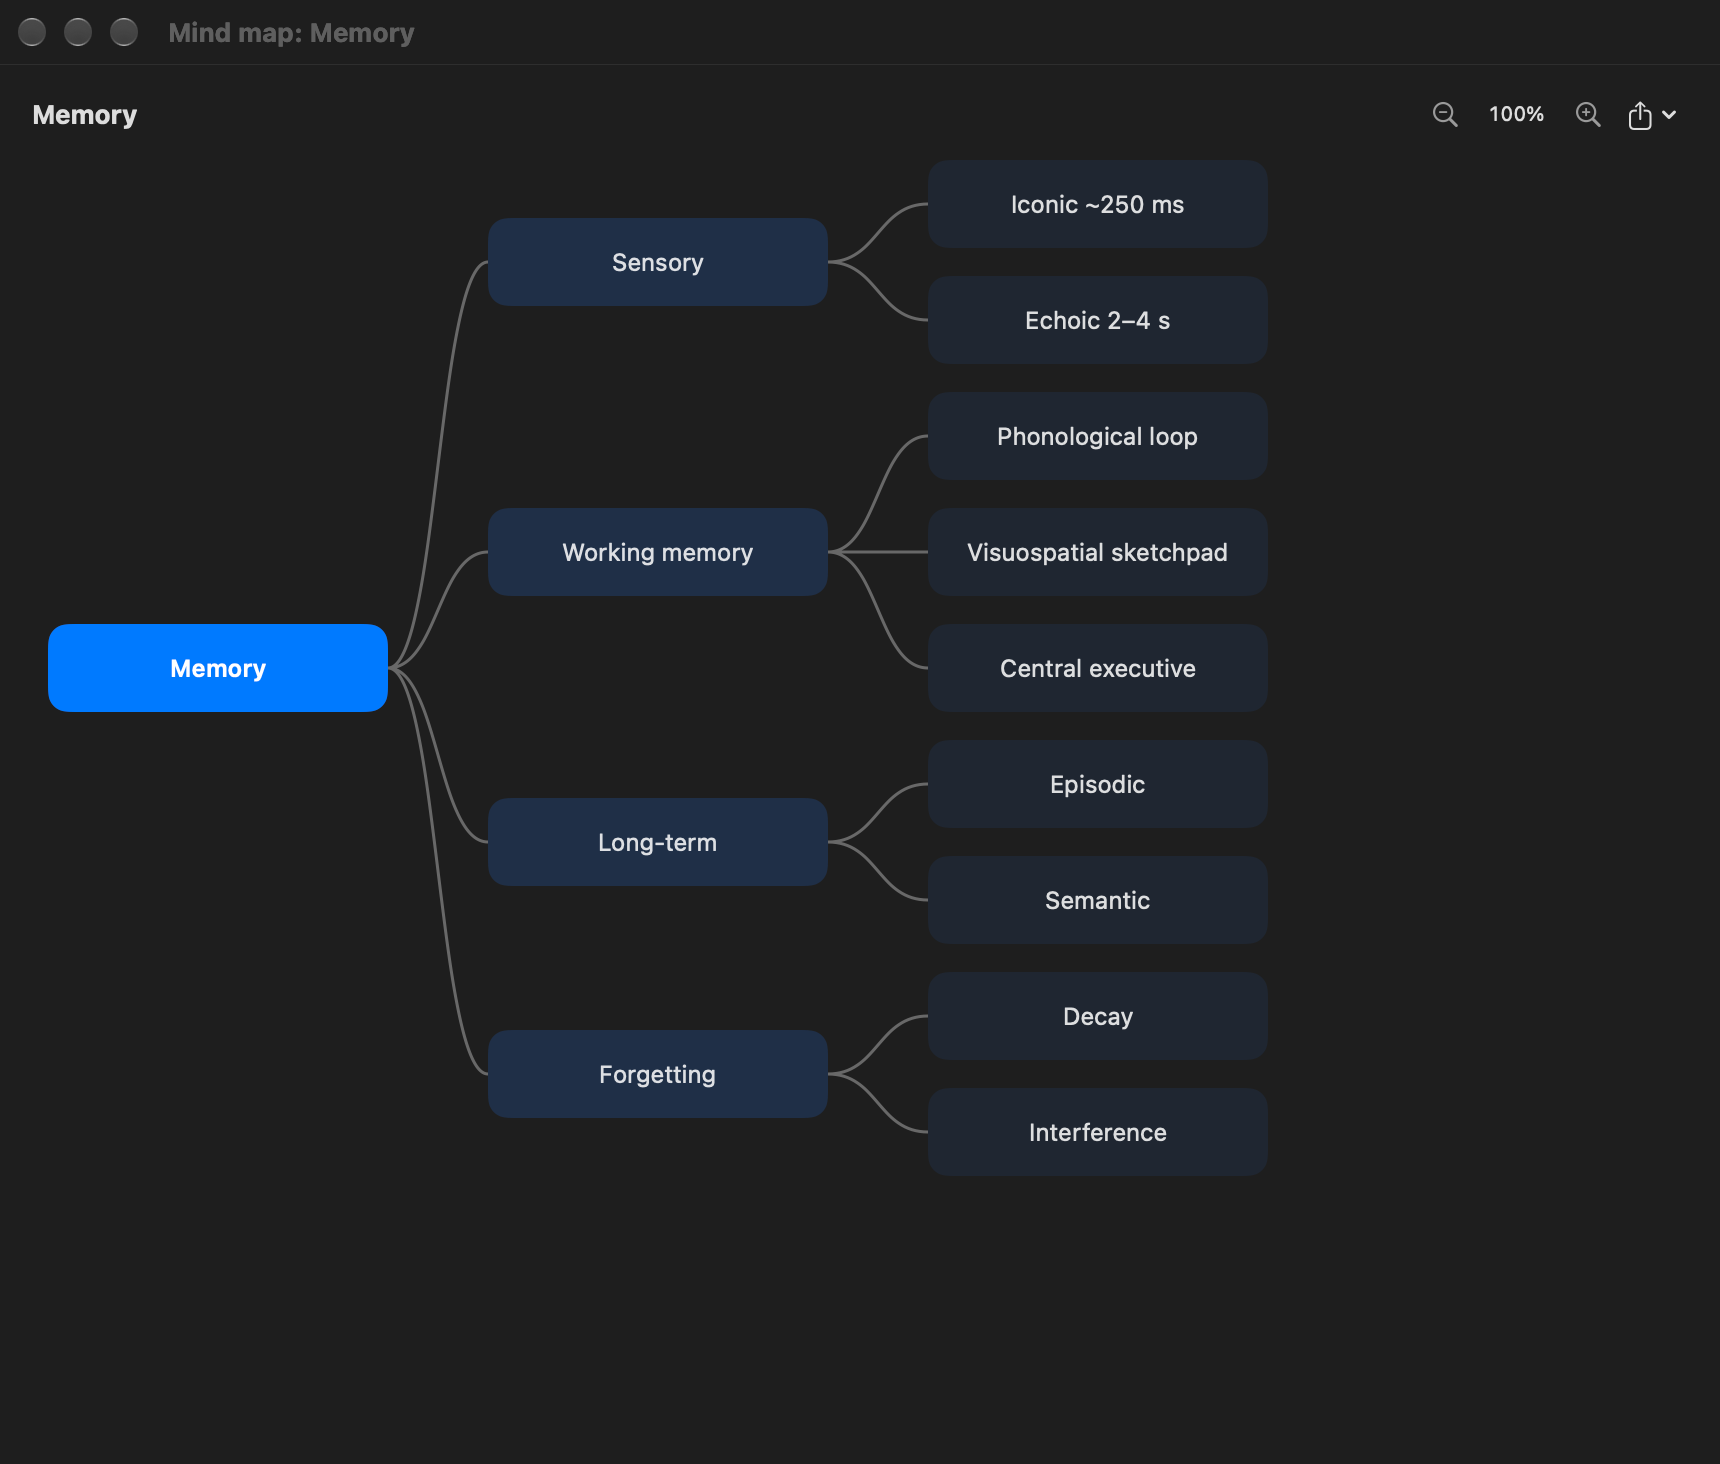 Mind map: Memory
Memory
100%
Iconic ~250 ms
Sensory
Echoic 2–4 s
Phonological loop
Working memory
Visuospatial sketchpad
Memory
Central executive
Episodic
Long-term
Semantic
Decay
Forgetting
Interference